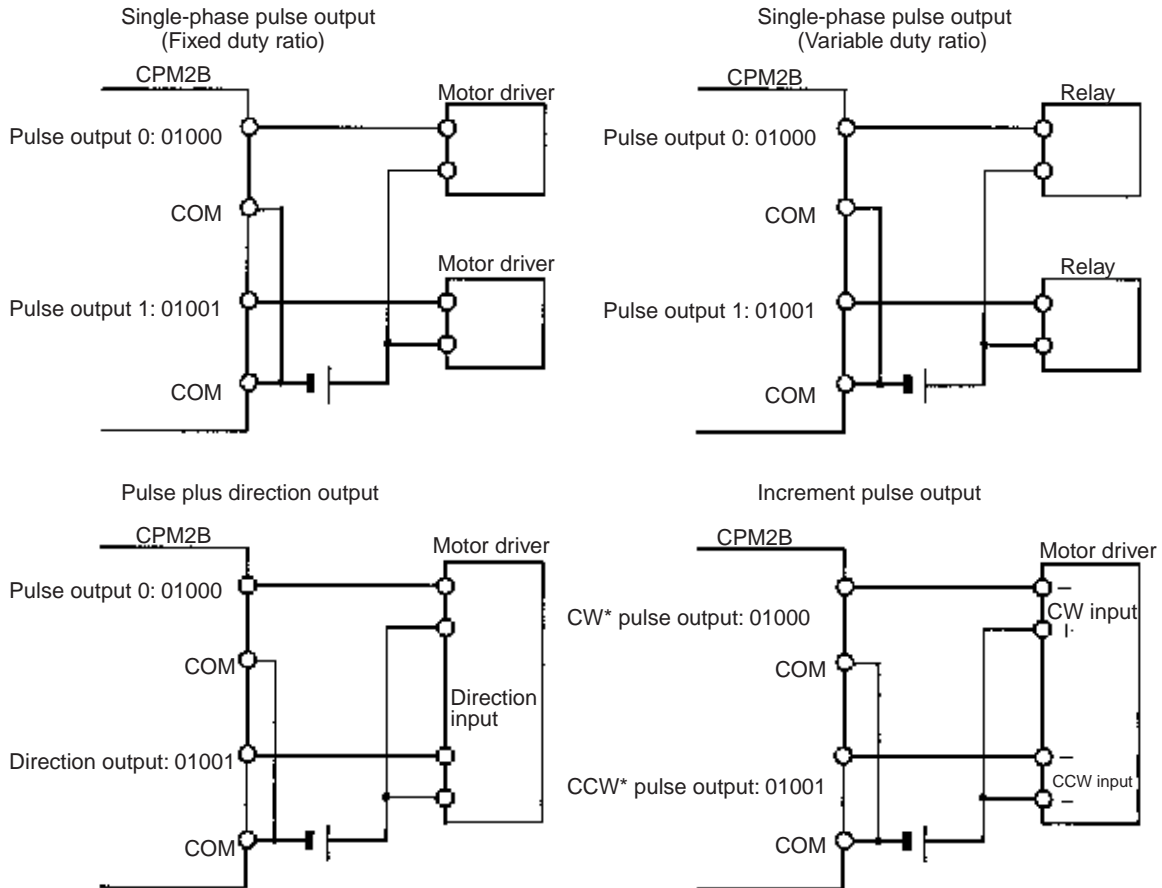 Single-phase pulse output
(Fixed duty ratio)
CPM2B
Motor driver
Pulse output 0: 01000
COM
Motor driver
Pulse output 1: 01001
COM
Single-phase pulse output
(Variable duty ratio)
CPM2B
Relay
Pulse output 0: 01000
COM
Relay
Pulse output 1: 01001
COM
Pulse plus direction output
CPM2B
Motor driver
Pulse output 0: 01000
COM
Direction
input
Direction output: 01001
COM
Increment pulse output
CPM2B
Motor driver
–
CW* pulse output: 01000
CW input
COM
–
CCW* pulse output: 01001
CCW input
–
COM